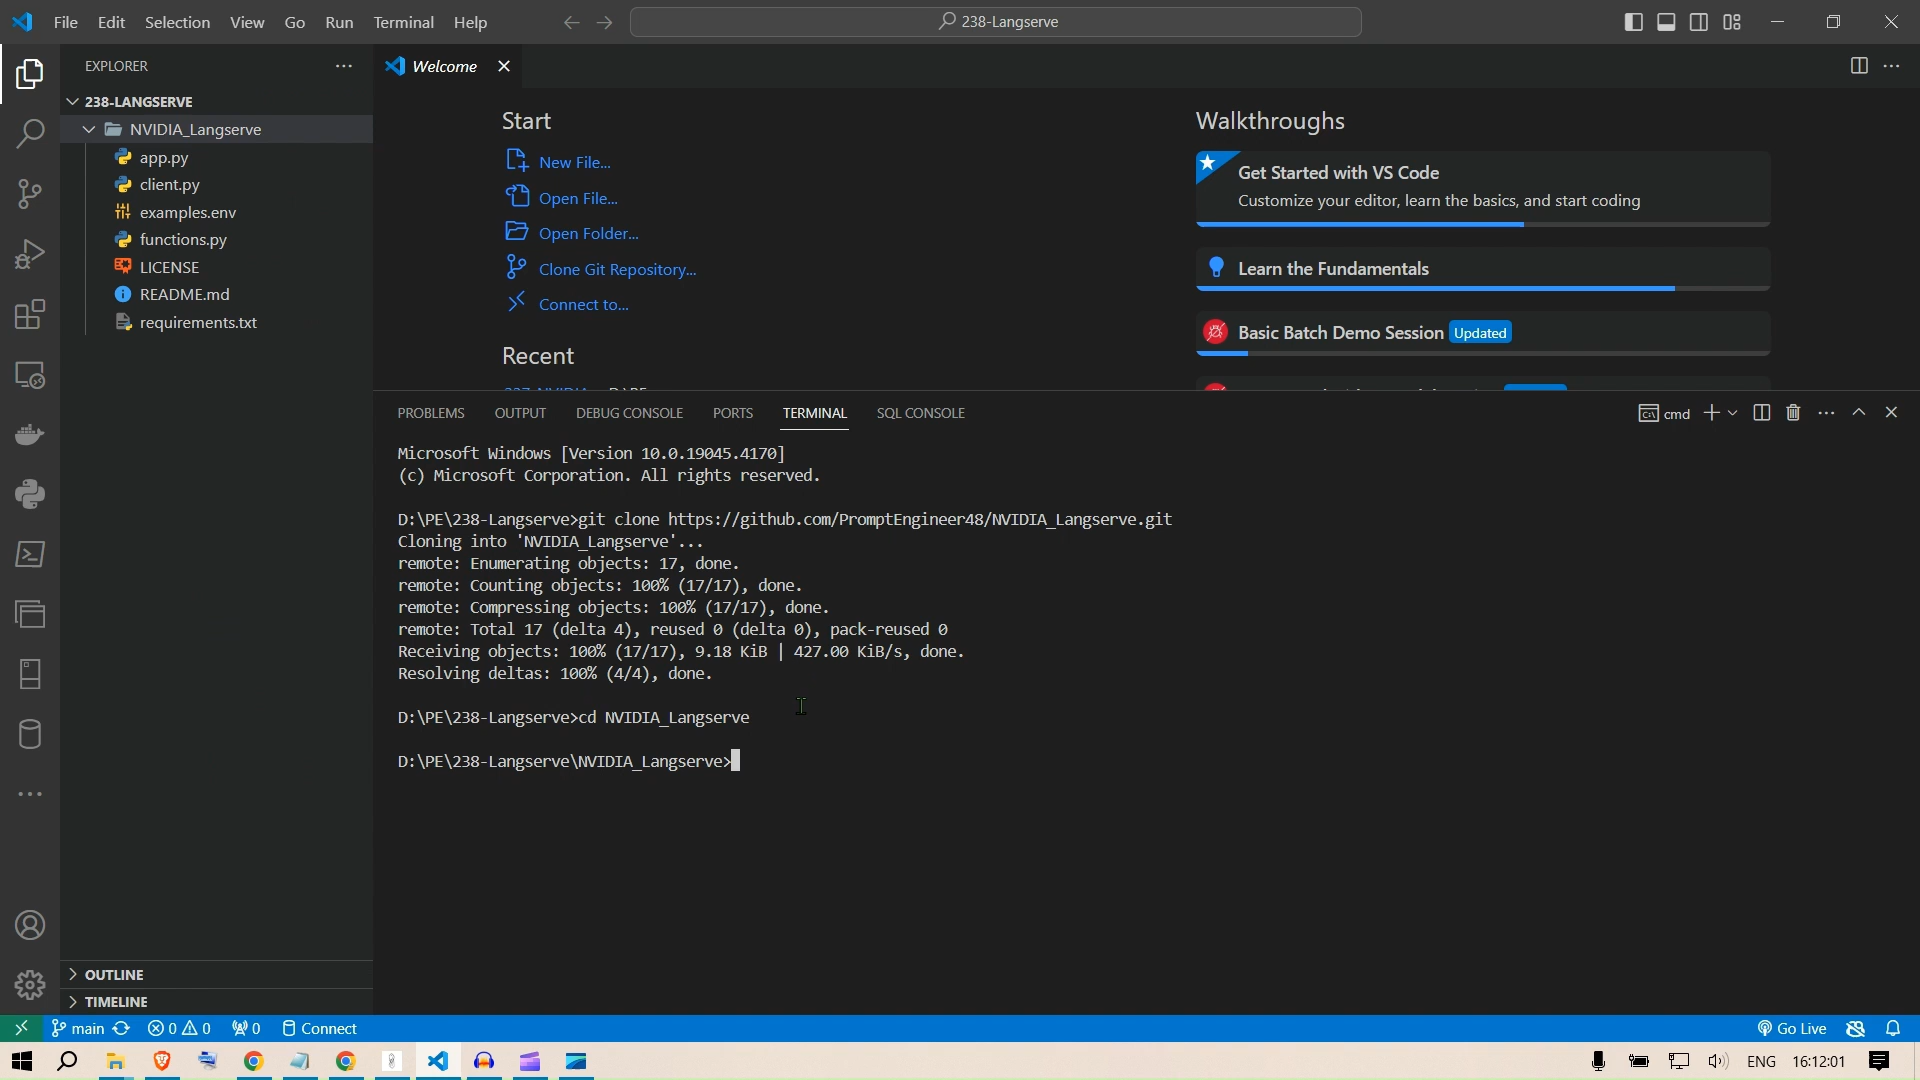 File Edit Selection View Go Run Terminal Help
238-Langserve
EXPLORER
238-LANGSERVE
NVIDIA_Langserve
app.py
client.py
examples.env
functions.py
LICENSE
README.md
requirements.txt
OUTLINE
TIMELINE
Welcome
Start
New File...
Open File...
Open Folder...
Clone Git Repository...
Connect to...
Recent
Walkthroughs
Get Started with VS Code
Customize your editor, learn the basics, and start coding
Learn the Fundamentals
Basic Batch Demo Session Updated
PROBLEMS OUTPUT DEBUG CONSOLE PORTS TERMINAL SQL CONSOLE
cmd
Microsoft Windows [Version 10.0.19045.4170]
(c) Microsoft Corporation. All rights reserved.
D:\PE\238-Langserve>git clone https://github.com/PromptEngineer48/NVIDIA_Langserve.git
Cloning into 'NVIDIA_Langserve'...
remote: Enumerating objects: 17, done.
remote: Counting objects: 100% (17/17), done.
remote: Compressing objects: 100% (17/17), done.
remote: Total 17 (delta 4), reused 0 (delta 0), pack-reused 0
Receiving objects: 100% (17/17), 9.18 KiB | 427.00 KiB/s, done.
Resolving deltas: 100% (4/4), done.
D:\PE\238-Langserve>cd NVIDIA_Langserve
D:\PE\238-Langserve\NVIDIA_Langserve>
main 0 0 0 Connect
Go Live
ENG 16:12:01